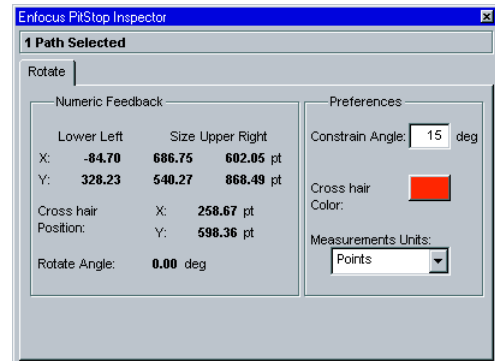 Enfocus PitStop Inspector
1 Path Selected
Rotate
Numeric Feedback
Lower Left Size Upper Right
X: -84.70 686.75 602.05 pt
Y: 328.23 540.27 868.49 pt
Cross hair Position: X: 258.67 pt
Y: 598.36 pt
Rotate Angle: 0.00 deg
Preferences
Constrain Angle: 15 deg
Cross hair
Color:
Measurements Units:
Points